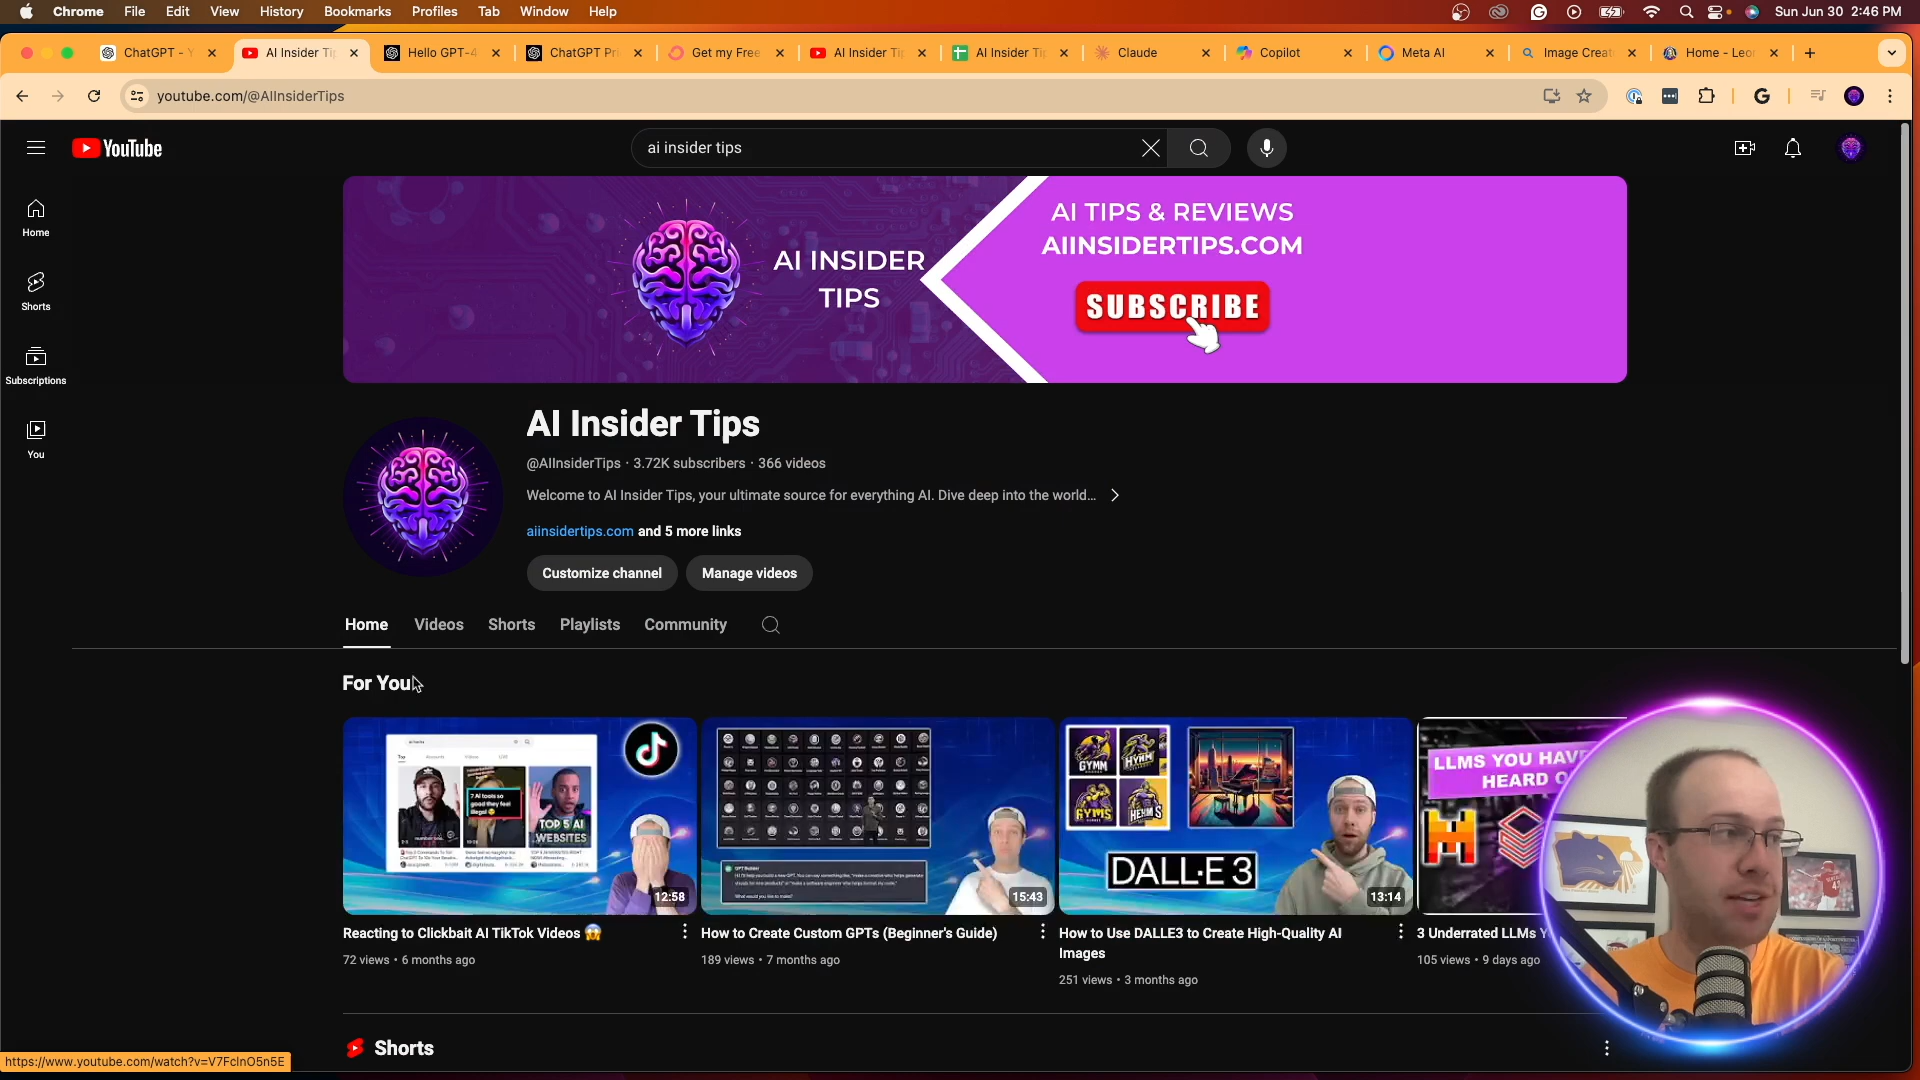 Chrome File Edit View History Bookmarks Profiles Tab Window Help
Sun Jun 30 2:46 PM
ChatGPT - Y
AI Insider Ti
Hello GPT-4
ChatGPT Pr
Get my Free
AI Insider Ti
AI Insider Ti
Claude
Copilot
Meta AI
Image Creat
Home - Leon
youtube.com/@AIInsiderTips
YouTube
ai insider tips
Home
Shorts
Subscriptions
You
AI INSIDER
TIPS
AI TIPS & REVIEWS
AIINSIDERTIPS.COM
SUBSCRIBE
AI Insider Tips
@AIInsiderTips · 3.72K subscribers · 366 videos
Welcome to AI Insider Tips, your ultimate source for everything AI. Dive deep into the world...
aiinsidertips.com and 5 more links
Customize channel
Manage videos
Home Videos Shorts Playlists Community
For You
7 AI tools so
good they feel
illegal
TOP 5 AI
WEBSITES
12:58
15:43
DALL·E 3
13:14
LLMS YOU HAVE
HEARD O
Reacting to Clickbait AI TikTok Videos 😱
72 views • 6 months ago
How to Create Custom GPTs (Beginner's Guide)
189 views • 7 months ago
How to Use DALLE3 to Create High-Quality AI
Images
251 views • 3 months ago
3 Underrated LLMs Y
105 views • 9 days ago
Shorts
https://www.youtube.com/watch?v=V7FclnO5n5E